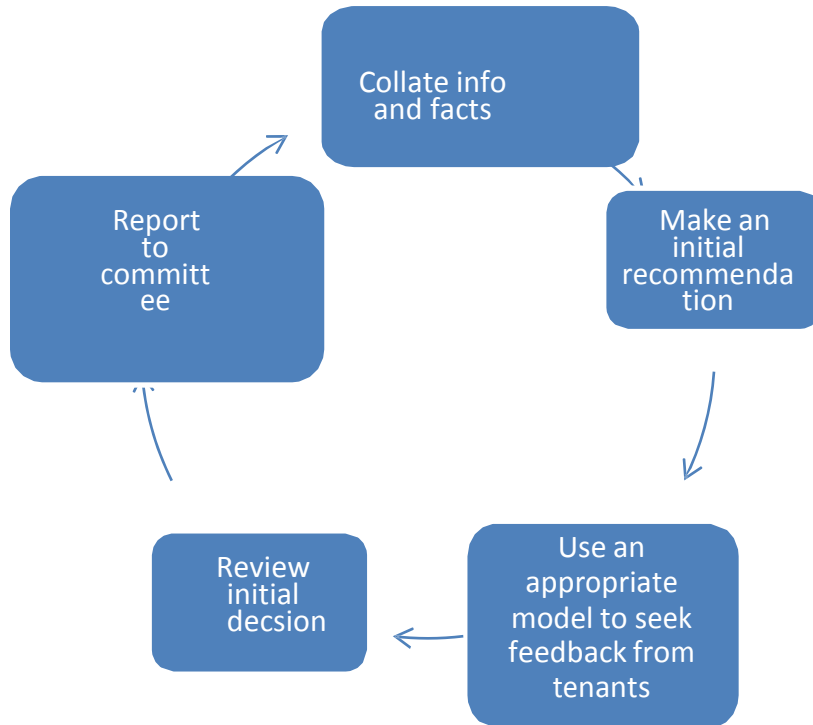 Collate info
and facts
Make an
initial
recommenda
tion
Use an
appropriate
model to seek
feedback from
tenants
Review
initial
decsion
Report
to
committ
ee